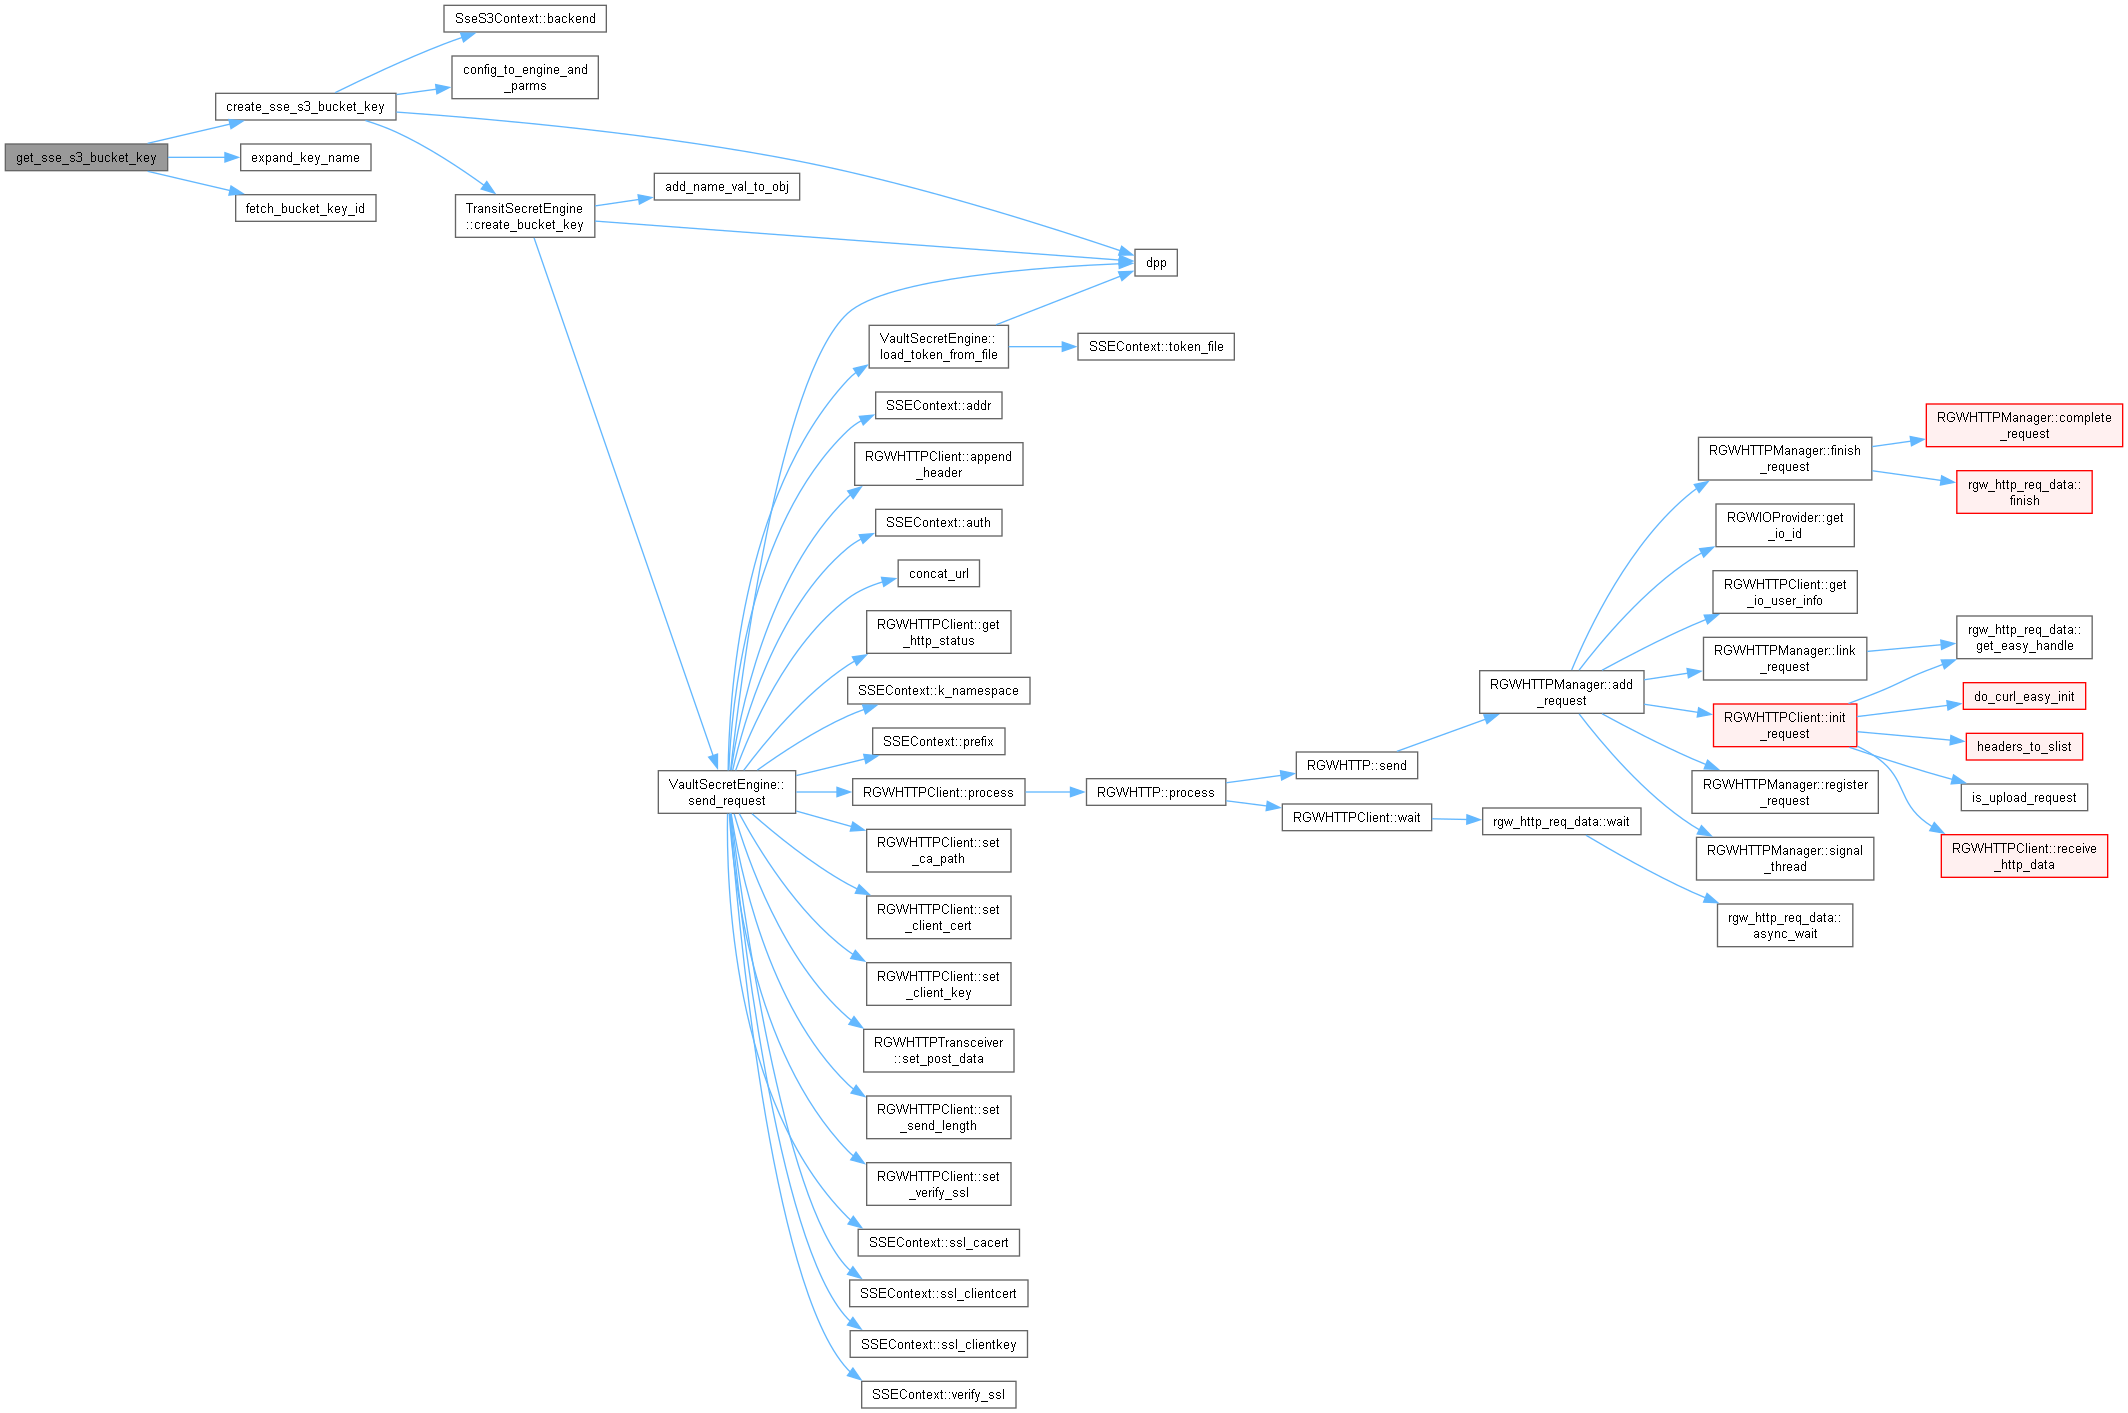 get_sse_s3_bucket_key
create_sse_s3_bucket_key
expand_key_name
fetch_bucket_key_id
SseS3Context::backend
config_to_engine_and
_parms
TransitSecretEngine
::create_bucket_key
add_name_val_to_obj
dpp
VaultSecretEngine::
send_request
VaultSecretEngine::
load_token_from_file
SSEContext::token_file
SSEContext::addr
RGWHTTPClient::append
_header
SSEContext::auth
concat_url
RGWHTTPClient::get
_http_status
SSEContext::k_namespace
SSEContext::prefix
RGWHTTPClient::process
RGWHTTPClient::set
_ca_path
RGWHTTPClient::set
_client_cert
RGWHTTPClient::set
_client_key
RGWHTTPTransceiver
::set_post_data
RGWHTTPClient::set
_send_length
RGWHTTPClient::set
_verify_ssl
SSEContext::ssl_cacert
SSEContext::ssl_clientcert
SSEContext::ssl_clientkey
SSEContext::verify_ssl
RGWHTTP::process
RGWHTTP::send
RGWHTTPClient::wait
rgw_http_req_data::wait
rgw_http_req_data::
async_wait
RGWHTTPManager::add
_request
RGWHTTPManager::finish
_request
RGWHTTPManager::complete
_request
rgw_http_req_data::
finish
RGWIOProvider::get
_io_id
RGWHTTPClient::get
_io_user_info
RGWHTTPManager::link
_request
rgw_http_req_data::
get_easy_handle
RGWHTTPClient::init
_request
do_curl_easy_init
headers_to_slist
is_upload_request
RGWHTTPClient::receive
_http_data
RGWHTTPManager::register
_request
RGWHTTPManager::signal
_thread